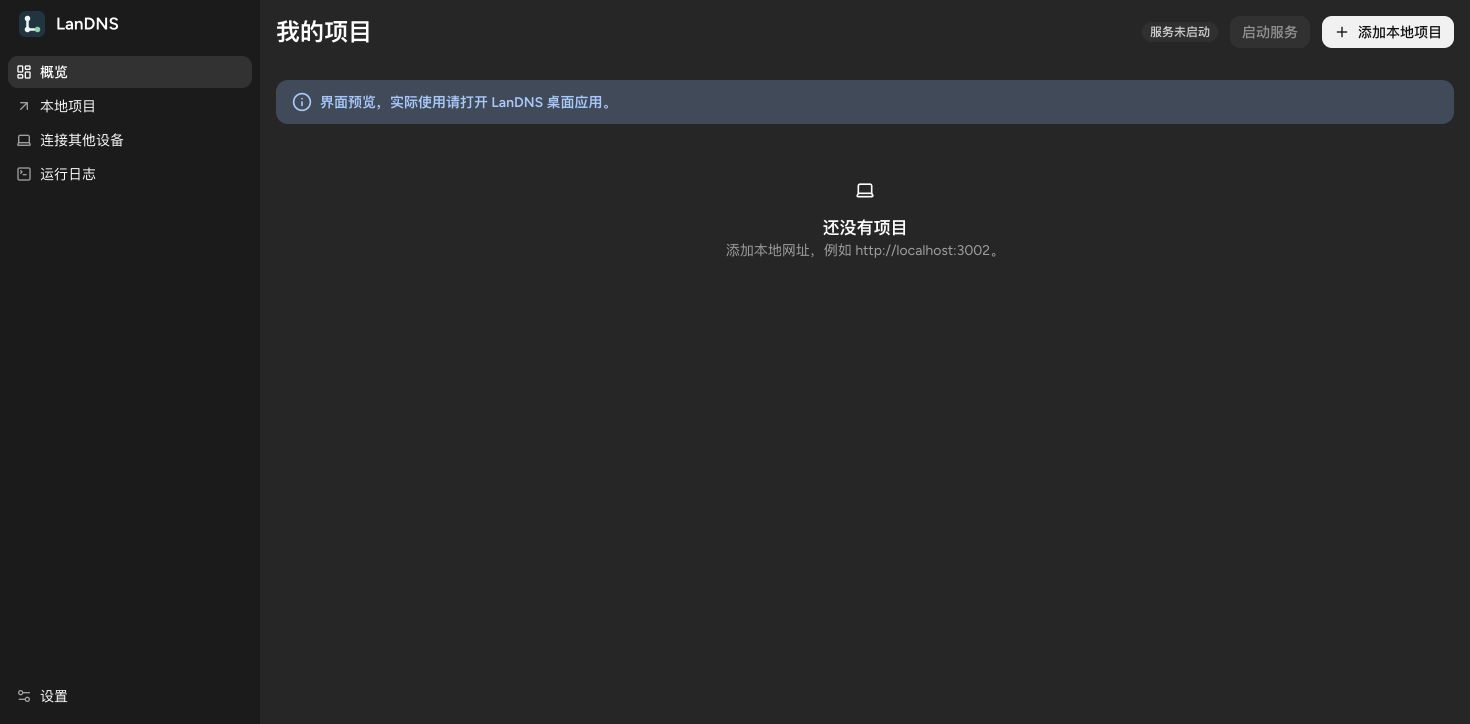 LanDNS
概览
本地项目
连接其他设备
运行日志
设置
我的项目
服务未启动
启动服务
添加本地项目
界面预览，实际使用请打开 LanDNS 桌面应用。
还没有项目
添加本地网址，例如 http://localhost:3002。